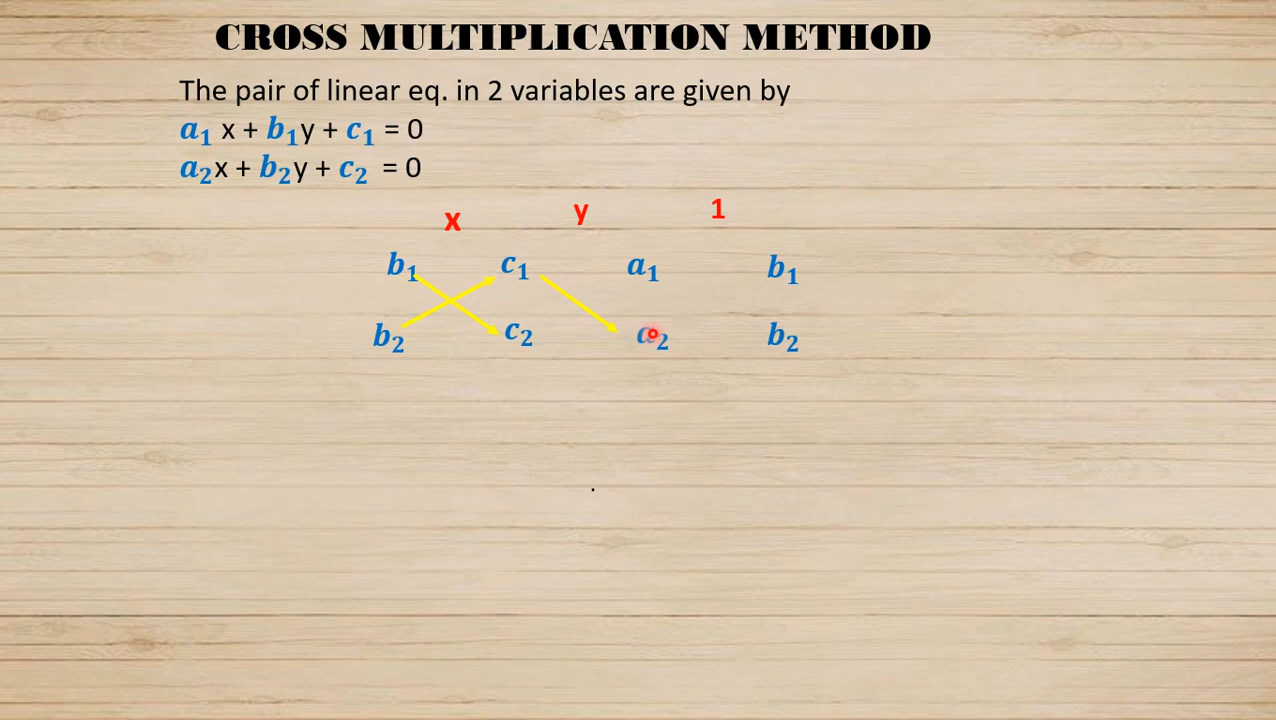 CROSS MULTIPLICATION METHOD
The pair of linear eq. in 2 variables are given by
a₁ x + b₁y + c₁ = 0
a₂x + b₂y + c₂ = 0
x y 1
b₁ c₁ a₁ b₁
b₂ c₂ a₂ b₂
.